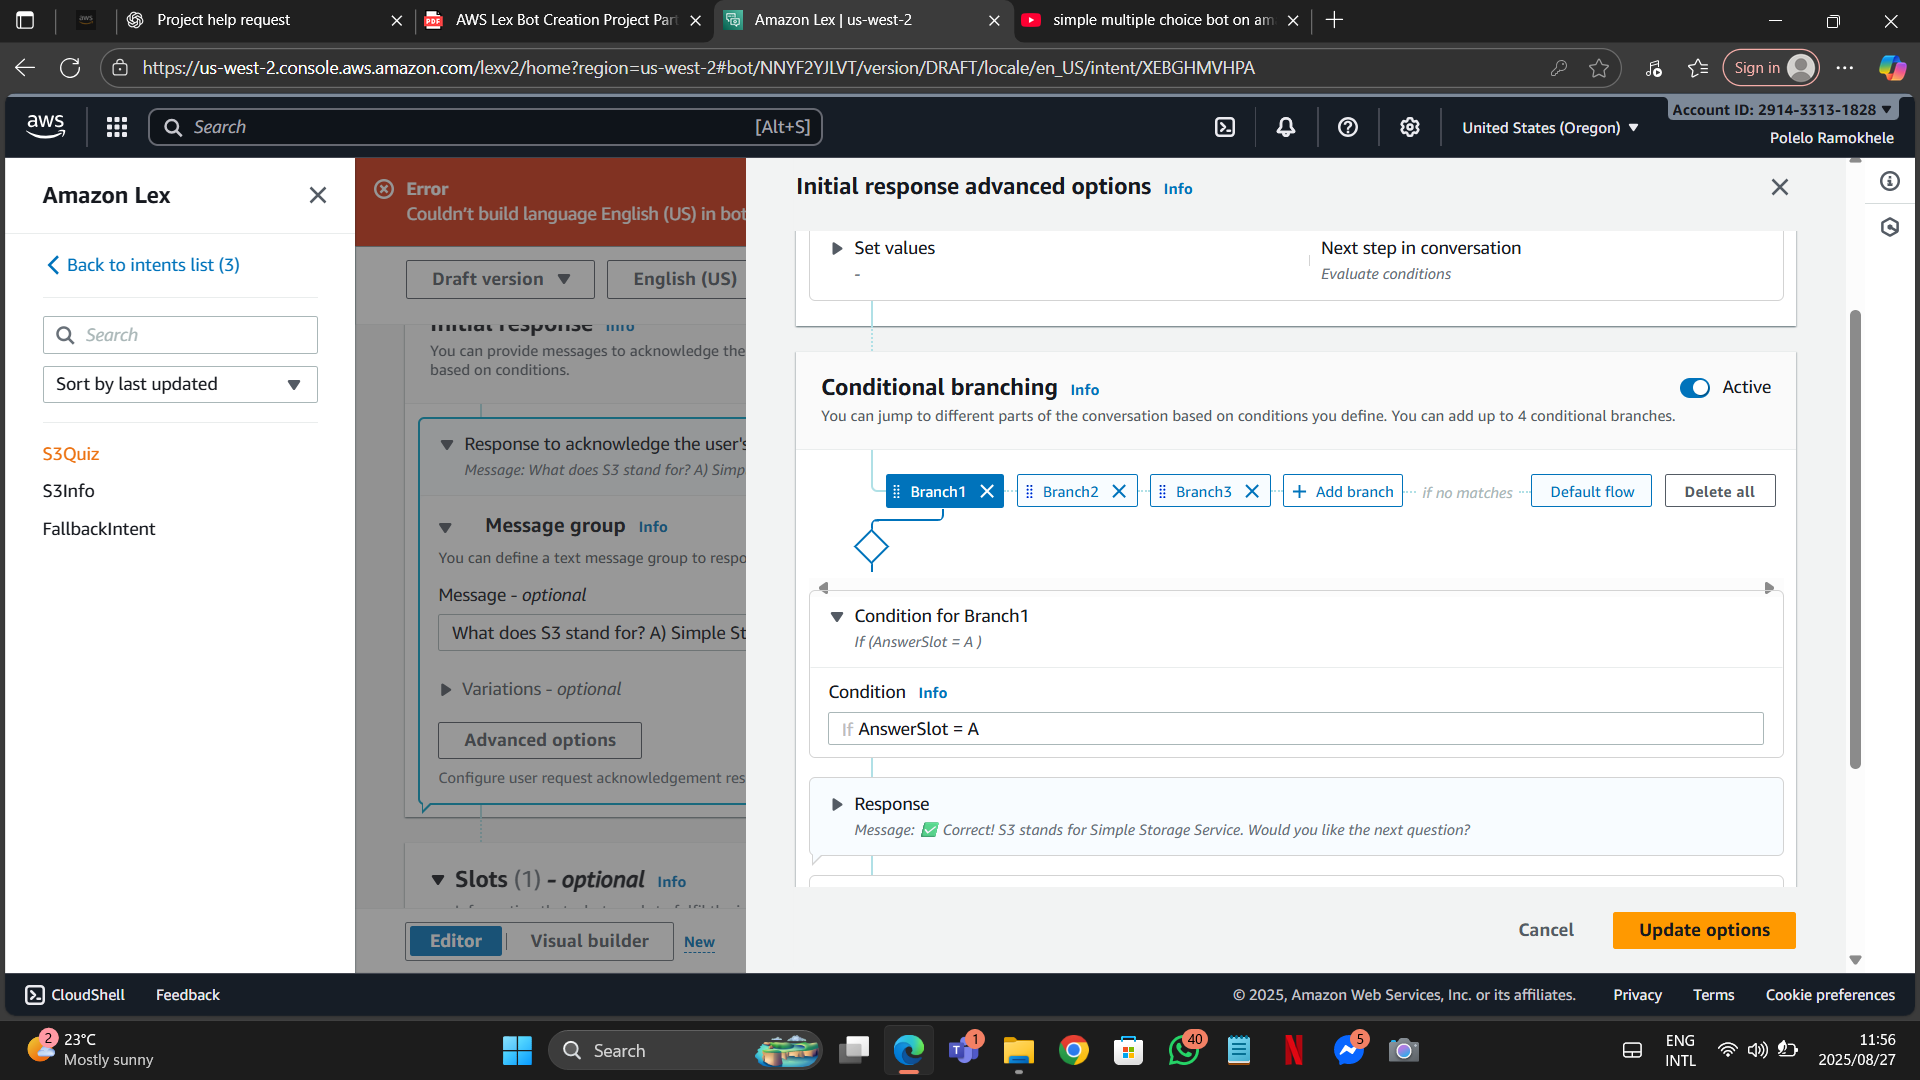 aws
Project help request
PDF
AWS Lex Bot Creation Project Part
Amazon Lex | us-west-2
simple multiple choice bot on am
https://us-west-2.console.aws.amazon.com/lexv2/home?region=us-west-2#bot/NNYF2YJLVT/version/DRAFT/locale/en_US/intent/XEBGHMVHPA
Sign in
aws
Search
[Alt+S]
United States (Oregon)
Account ID: 2914-3313-1828
Polelo Ramokhele
Amazon Lex
Back to intents list (3)
Search
Sort by last updated
S3Quiz
S3Info
FallbackIntent
Error
Couldn't build language English (US) in bot
Draft version
English (US)
Initial response Info
You can provide messages to acknowledge the
based on conditions.
Response to acknowledge the user's
Message: What does S3 stand for? A) Simp
Message group Info
You can define a text message group to respo
Message - optional
What does S3 stand for? A) Simple St
Variations - optional
Advanced options
Configure user request acknowledgement res
Slots (1) - optional Info
Editor
Visual builder
New
Initial response advanced options Info
Set values
-
Next step in conversation
Evaluate conditions
Conditional branching Info
Active
You can jump to different parts of the conversation based on conditions you define. You can add up to 4 conditional branches.
Branch1
Branch2
Branch3
Add branch
if no matches
Default flow
Delete all
Condition for Branch1
If (AnswerSlot = A )
Condition Info
If AnswerSlot = A
Response
Message: ✅ Correct! S3 stands for Simple Storage Service. Would you like the next question?
Cancel
Update options
CloudShell
Feedback
© 2025, Amazon Web Services, Inc. or its affiliates.
Privacy
Terms
Cookie preferences
2
23°C
Mostly sunny
Search
1
40
N
5
ENG
INTL
11:56
2025/08/27